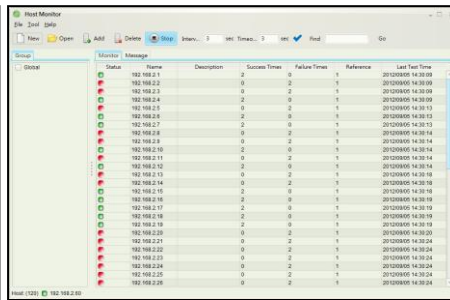 Host Monitor
File Tool Help
New Open Add Delete Stop Interv... 3 sec Timeo... 3 sec Find Go
Group Monitor Message
Global
Status Name Description Success Times Failure Times Reference Last Test Time
192.168.2.1 2 0 1 2012/09/05 14:30:09
192.168.2.2 0 2 1 2012/09/05 14:30:09
192.168.2.3 0 2 1 2012/09/05 14:30:09
192.168.2.4 2 0 1 2012/09/05 14:30:09
192.168.2.5 2 0 1 2012/09/05 14:30:13
192.168.2.6 2 0 1 2012/09/05 14:30:13
192.168.2.7 2 0 1 2012/09/05 14:30:13
192.168.2.8 0 2 1 2012/09/05 14:30:14
192.168.2.9 0 2 1 2012/09/05 14:30:14
192.168.2.10 2 0 1 2012/09/05 14:30:14
192.168.2.11 0 2 1 2012/09/05 14:30:14
192.168.2.12 2 0 1 2012/09/05 14:30:14
192.168.2.13 0 2 1 2012/09/05 14:30:18
192.168.2.14 0 2 1 2012/09/05 14:30:18
192.168.2.15 2 0 1 2012/09/05 14:30:18
192.168.2.16 2 0 1 2012/09/05 14:30:19
192.168.2.17 2 0 1 2012/09/05 14:30:19
192.168.2.18 2 0 1 2012/09/05 14:30:19
192.168.2.19 2 0 1 2012/09/05 14:30:19
192.168.2.20 0 2 1 2012/09/05 14:30:20
192.168.2.21 0 2 1 2012/09/05 14:30:24
192.168.2.22 0 2 1 2012/09/05 14:30:24
192.168.2.23 0 2 1 2012/09/05 14:30:24
192.168.2.24 0 2 1 2012/09/05 14:30:24
192.168.2.25 0 2 1 2012/09/05 14:30:24
192.168.2.26 0 2 1 2012/09/05 14:30:24
Host (120) 192.168.2.60